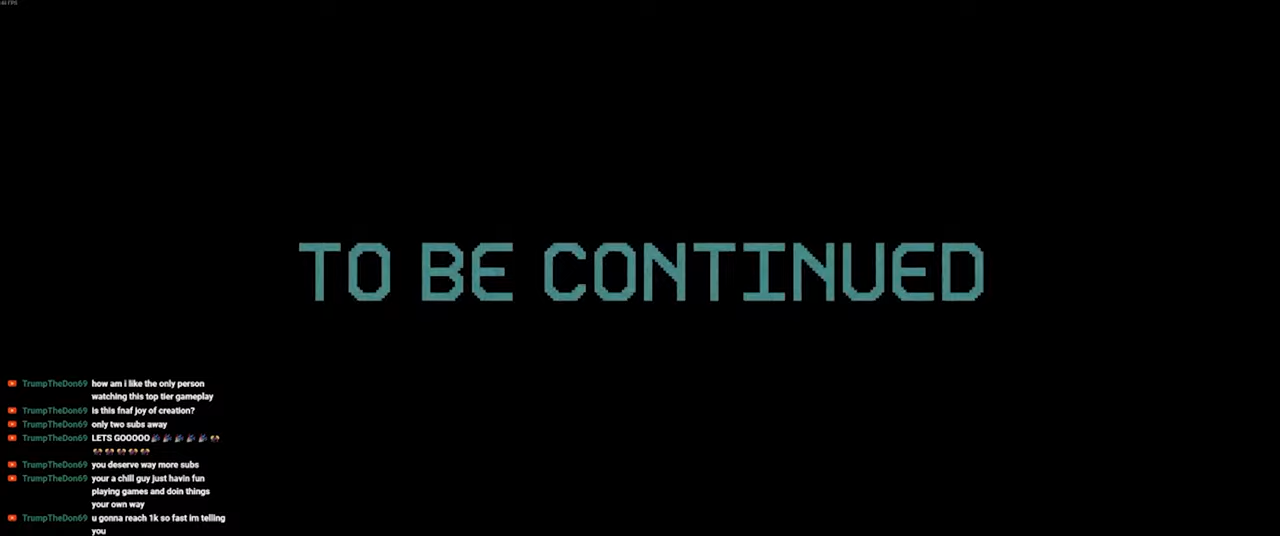 TO BE CONTINUED
TrumpTheDon69 how am i like the only person
watching this top tier gameplay
TrumpTheDon69 is this fnaf joy of creation?
TrumpTheDon69 only two subs away
TrumpTheDon69 LETS GOOOOO
TrumpTheDon69 you deserve way more subs
TrumpTheDon69 your a chill guy just havin fun
playing games and doin things
your own way
TrumpTheDon69 u gonna reach 1k so fast im telling
you